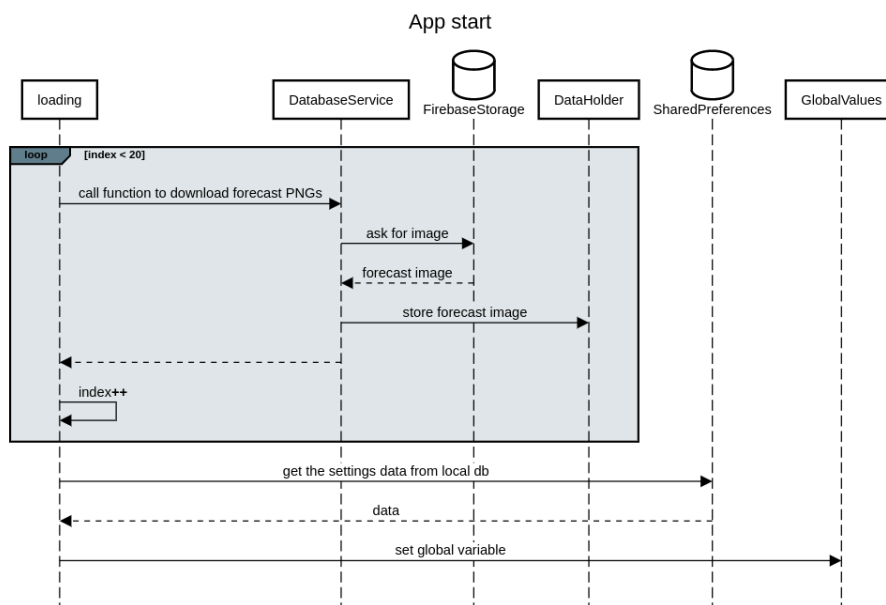 App start
loading
DatabaseService
FirebaseStorage
DataHolder
SharedPreferences
GlobalValues
loop [index < 20]
call function to download forecast PNGs
ask for image
forecast image
store forecast image
index++
get the settings data from local db
data
set global variable